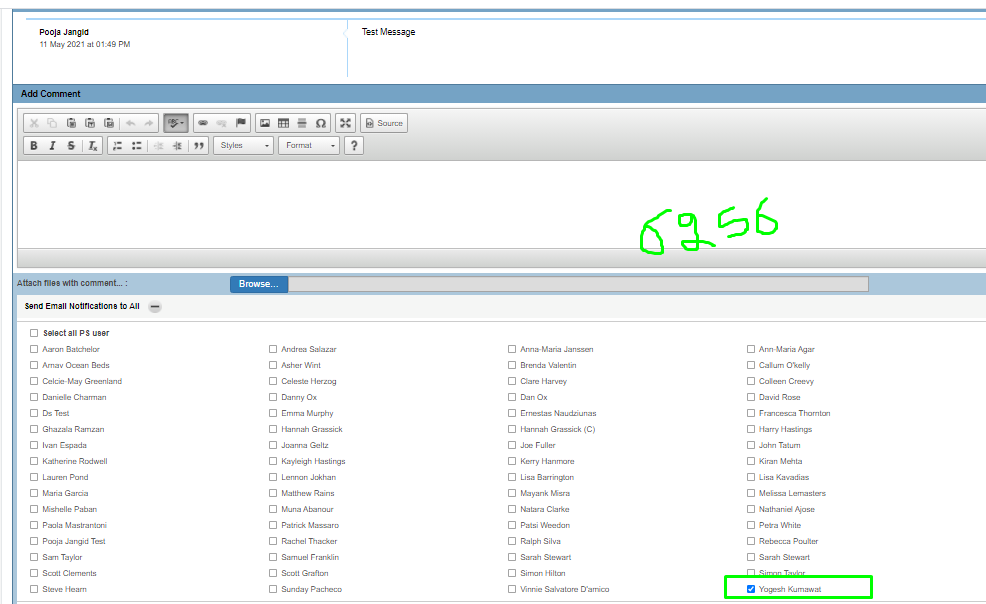 Pooja Jangid
11 May 2021 at 01:49 PM
Test Message
Add Comment
Source
B I S Tx
Styles Format ?
6956
Attach files with comment... :
Browse...
Send Email Notifications to All
Select all PS user
Aaron Batchelor Andrea Salazar Anna-Maria Janssen Ann-Maria Agar
Arnav Ocean Beds Asher Wint Brenda Valentin Callum O'kelly
Celcie-May Greenland Celeste Herzog Clare Harvey Colleen Creevy
Danielle Charman Danny Ox Dan Ox David Rose
Ds Test Emma Murphy Ernestas Naudziunas Francesca Thornton
Ghazala Ramzan Hannah Grassick Hannah Grassick (C) Harry Hastings
Ivan Espada Joanna Geltz Joe Fuller John Tatum
Katherine Rodwell Kayleigh Hastings Kerry Hanmore Kiran Mehta
Lauren Pond Lennon Jokhan Lisa Barrington Lisa Kavadias
Maria Garcia Matthew Rains Mayank Misra Melissa Lemasters
Mishelle Paban Muna Abanour Natara Clarke Nathaniel Ajose
Paola Mastrantoni Patrick Massaro Patsi Weedon Petra White
Pooja Jangid Test Rachel Thacker Ralph Silva Rebecca Poulter
Sam Taylor Samuel Franklin Sarah Stewart Sarah Stewart
Scott Clements Scott Grafton Simon Hilton Simon Taylor
Steve Hearn Sunday Pacheco Vinnie Salvatore D'amico Yogesh Kumawat